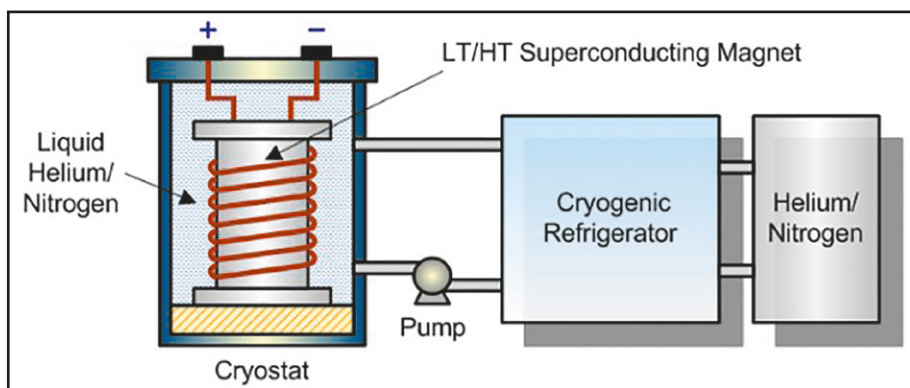 + −
LT/HT Superconducting Magnet
Liquid
Helium/
Nitrogen
Cryogenic
Refrigerator
Helium/
Nitrogen
Pump
Cryostat